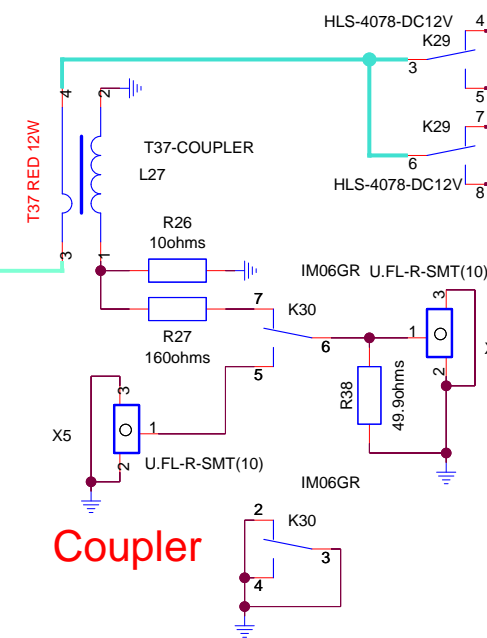 HLS-4078-DC12V
4
K29
3
5
7
K29
6
HLS-4078-DC12V
8
4
2
T37 RED 12W
T37-COUPLER
L27
3
1
R26
10ohms
IM06GR
U.FL-R-SMT(10)
7
K30
3
6
1
R27
160ohms
5
2
R38
49.9ohms
3
X5
1
2
U.FL-R-SMT(10)
IM06GR
Coupler
2
K30
3
4